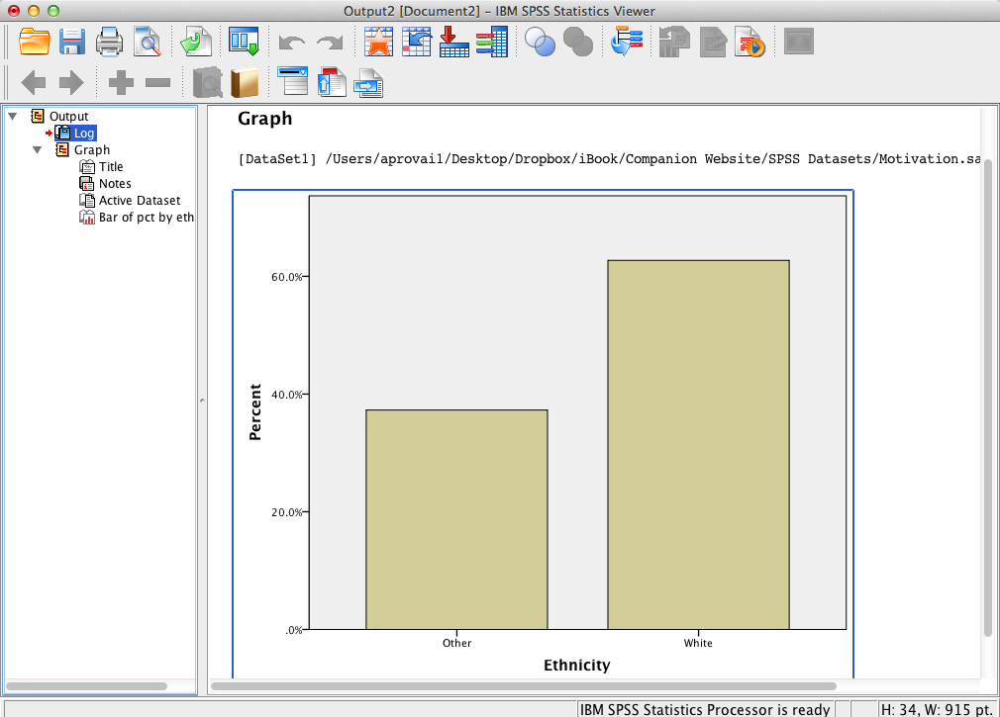 Output2 [Document2] – IBM SPSS Statistics Viewer
Output
Log
Graph
Title
Notes
Active Dataset
Bar of pct by eth
Graph
[DataSet1] /Users/aprovail/Desktop/Dropbox/iBook/Companion Website/SPSS Datasets/Motivation.sa
60.0%
40.0%
20.0%
.0%
Percent
Other
White
Ethnicity
IBM SPSS Statistics Processor is ready
H: 34, W: 915 pt.